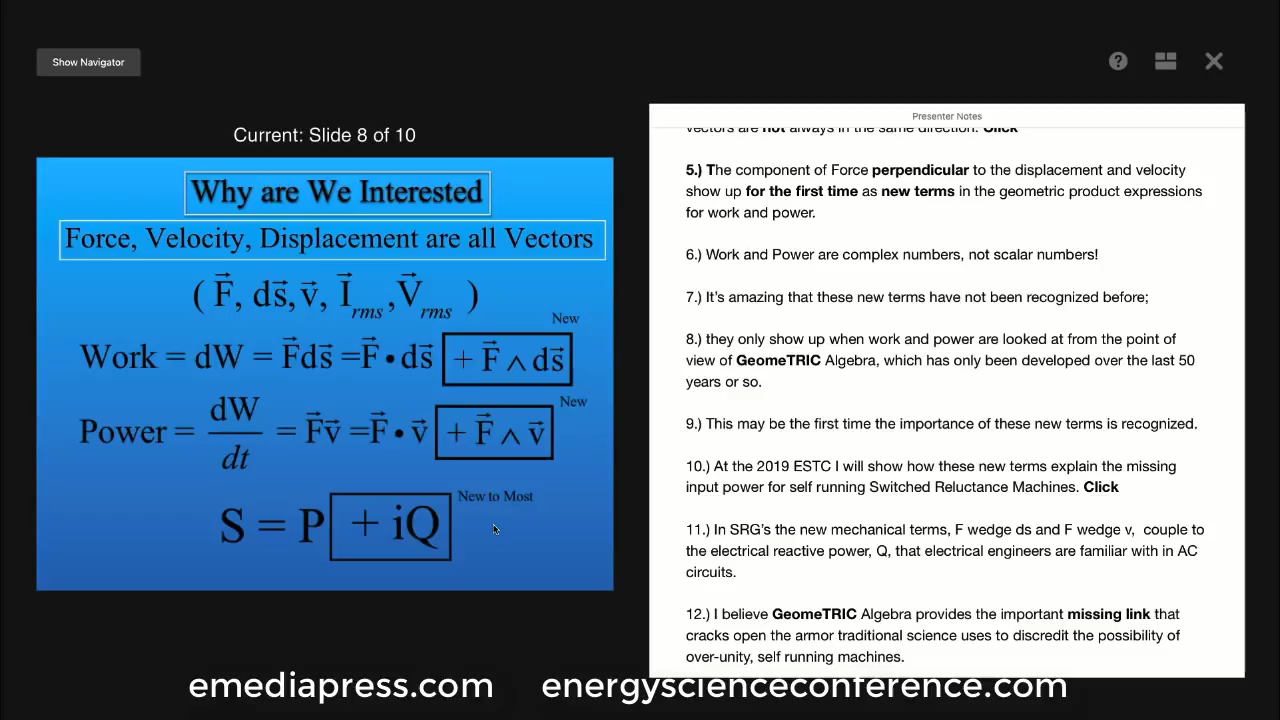 Show Navigator
Current: Slide 8 of 10
Why are We Interested
Force, Velocity, Displacement are all Vectors
( F⃗, ds⃗, v⃗, I⃗rms, V⃗rms )
New
Work = dW = F⃗ds⃗ =F⃗ • ds⃗ + F⃗ ∧ ds⃗
New
Power = dW/dt = F⃗v⃗ =F⃗ • v⃗ + F⃗ ∧ v⃗
New to Most
S = P + iQ
Presenter Notes
vectors are not always in the same direction. Click
5.) The component of Force perpendicular to the displacement and velocity
show up for the first time as new terms in the geometric product expressions
for work and power.
6.) Work and Power are complex numbers, not scalar numbers!
7.) It’s amazing that these new terms have not been recognized before;
8.) they only show up when work and power are looked at from the point of
view of GeomeTRIC Algebra, which has only been developed over the last 50
years or so.
9.) This may be the first time the importance of these new terms is recognized.
10.) At the 2019 ESTC I will show how these new terms explain the missing
input power for self running Switched Reluctance Machines. Click
11.) In SRG’s the new mechanical terms, F wedge ds and F wedge v, couple to
the electrical reactive power, Q, that electrical engineers are familiar with in AC
circuits.
12.) I believe GeomeTRIC Algebra provides the important missing link that
cracks open the armor traditional science uses to discredit the possibility of
over-unity, self running machines.
emediapress.com energyscienceconference.com